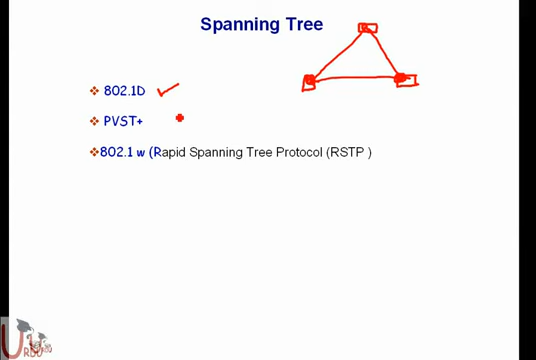 Spanning Tree
802.1D
PVST+
802.1 w (Rapid Spanning Tree Protocol (RSTP )